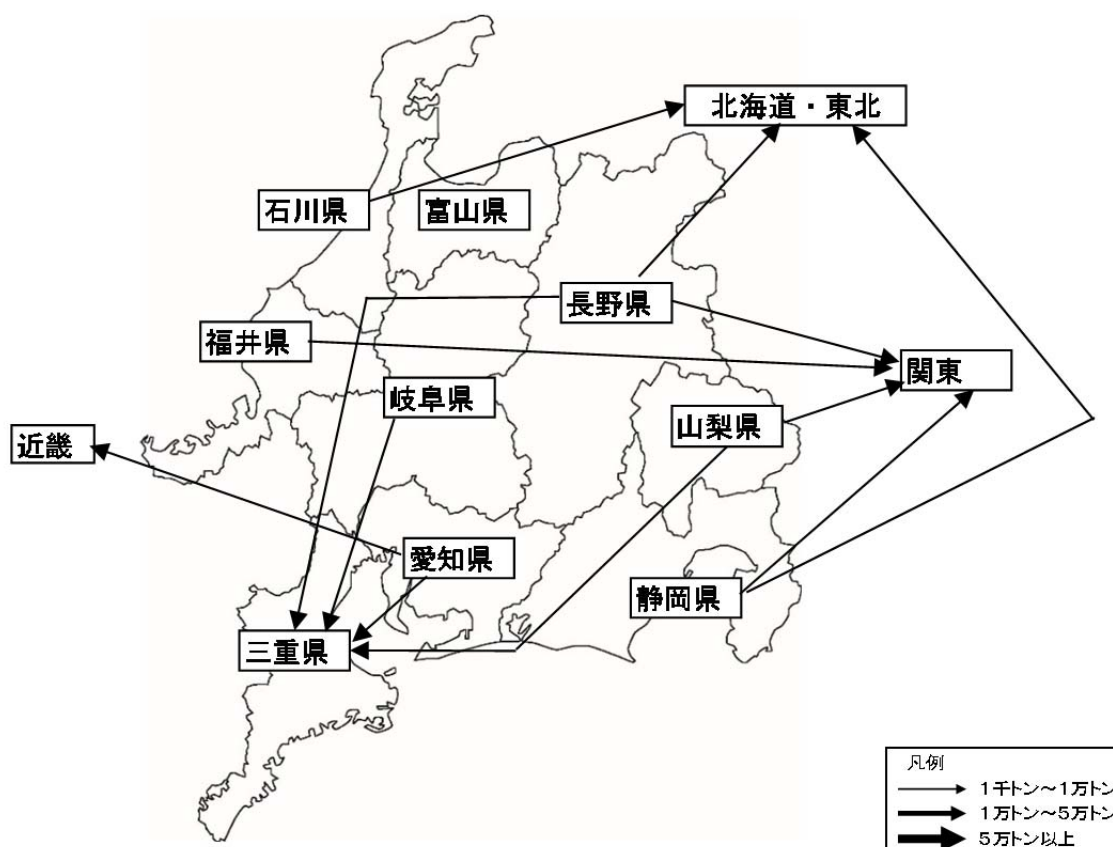 北海道・東北
石川県
富山県
長野県
福井県
関東
岐阜県
山梨県
近畿
愛知県
静岡県
三重県
凡例
1千トン～1万トン
1万トン～5万トン
5万トン以上